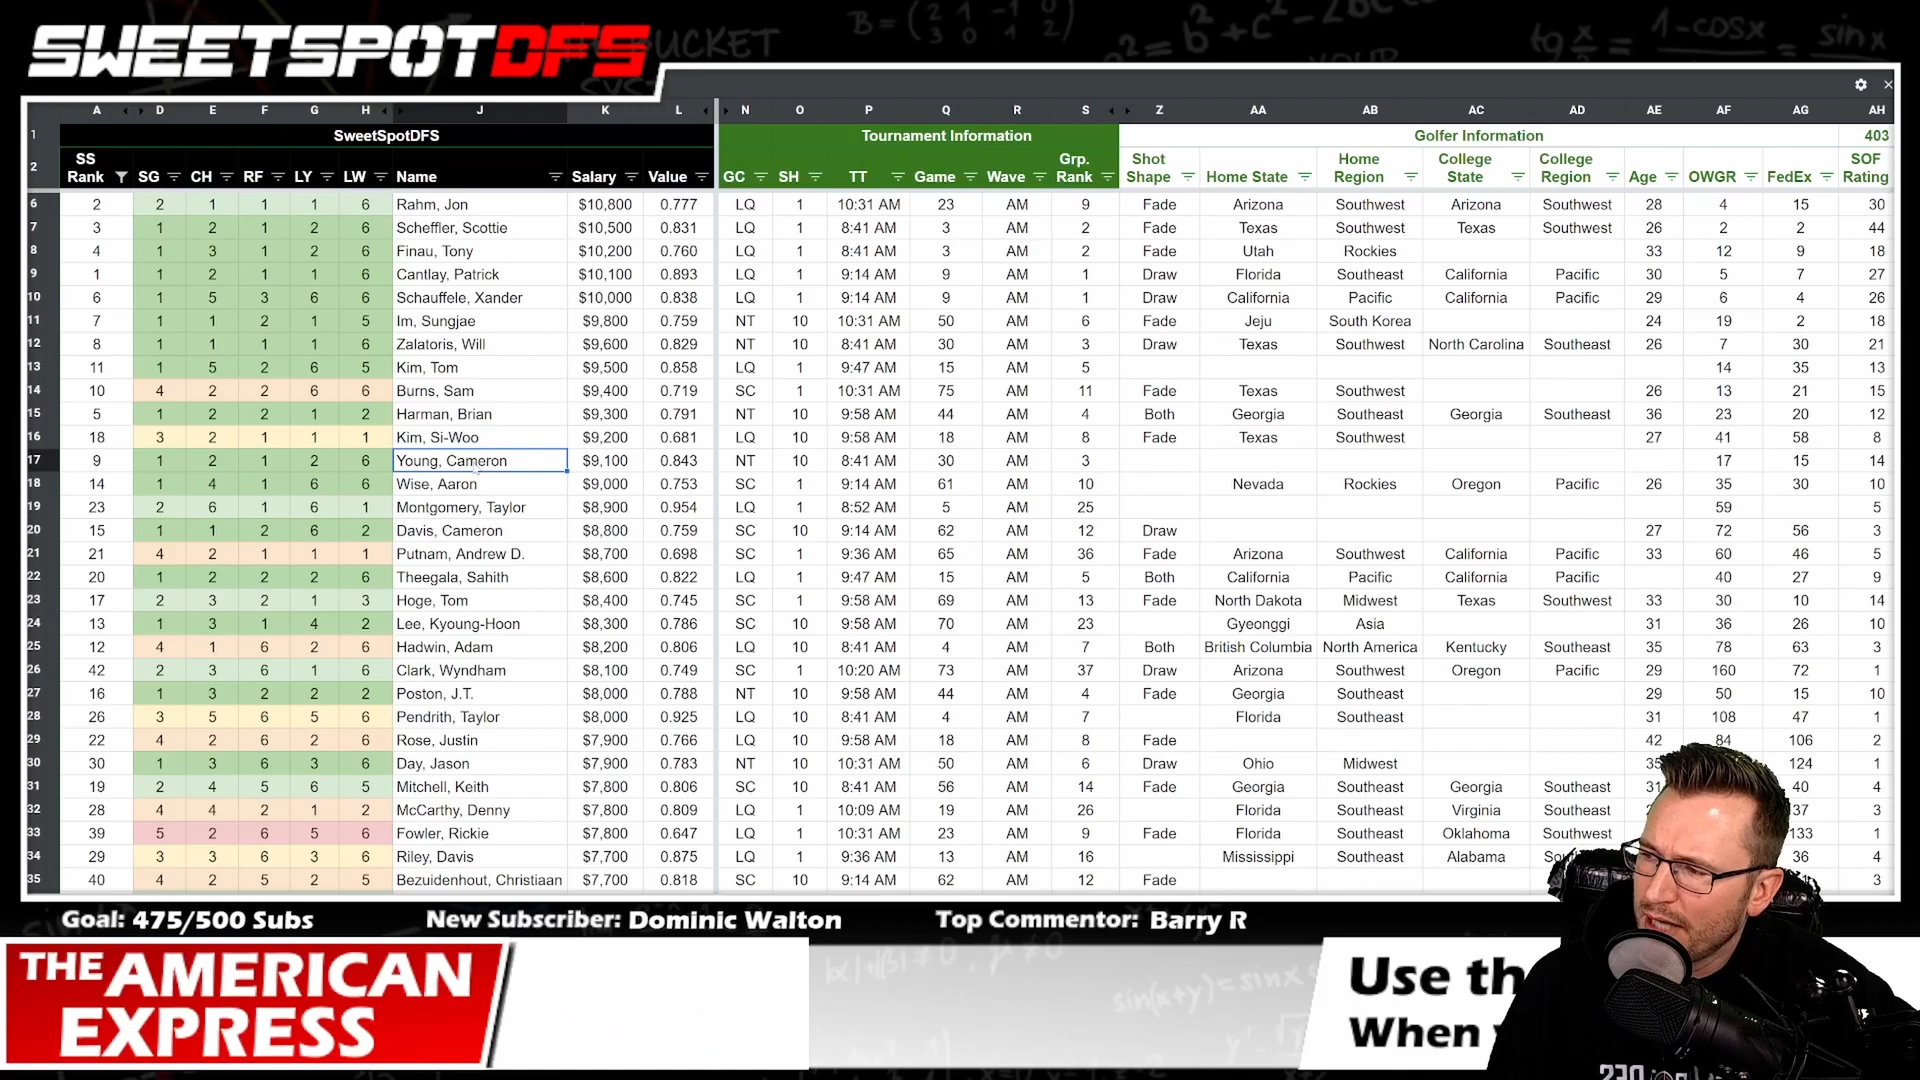 SWEETSPOTDFS
A D E F G H J K L N O P Q R S Z AA AB AC AD AE AF AG AH
1 SweetSpotDFS Tournament Information Golfer Information 403
2 SS Rank SG CH RF LY LW Name Salary Value GC SH TT Game Wave Grp. Rank Shot Shape Home State Home Region College State College Region Age OWGR FedEx SOF Rating
6 2 2 1 1 1 6 Rahm, Jon $10,800 0.777 LQ 1 10:31 AM 23 AM 9 Fade Arizona Southwest Arizona Southwest 28 4 15 30
7 3 1 2 1 2 6 Scheffler, Scottie $10,500 0.831 LQ 1 8:41 AM 3 AM 2 Fade Texas Southwest Texas Southwest 26 2 2 44
8 4 1 3 1 2 6 Finau, Tony $10,200 0.760 LQ 1 8:41 AM 3 AM 2 Fade Utah Rockies 33 12 9 18
9 1 1 2 1 1 6 Cantlay, Patrick $10,100 0.893 LQ 1 9:14 AM 9 AM 1 Draw Florida Southeast California Pacific 30 5 7 27
10 6 1 5 3 6 6 Schauffele, Xander $10,000 0.838 LQ 1 9:14 AM 9 AM 1 Draw California Pacific California Pacific 29 6 4 26
11 7 1 1 2 1 5 Im, Sungjae $9,800 0.759 NT 10 10:31 AM 50 AM 6 Fade Jeju South Korea 24 19 2 18
12 8 1 1 1 1 6 Zalatoris, Will $9,600 0.829 NT 10 8:41 AM 30 AM 3 Draw Texas Southwest North Carolina Southeast 26 7 30 21
13 11 1 5 2 6 5 Kim, Tom $9,500 0.858 LQ 1 9:47 AM 15 AM 5 14 35 13
14 10 4 2 2 6 6 Burns, Sam $9,400 0.719 SC 1 10:31 AM 75 AM 11 Fade Texas Southwest 26 13 21 15
15 5 1 2 2 1 2 Harman, Brian $9,300 0.791 NT 10 9:58 AM 44 AM 4 Both Georgia Southeast Georgia Southeast 36 23 20 12
16 18 3 2 1 1 1 Kim, Si-Woo $9,200 0.681 LQ 10 9:58 AM 18 AM 8 Fade Texas Southwest 27 41 58 8
17 9 1 2 1 2 6 Young, Cameron $9,100 0.843 NT 10 8:41 AM 30 AM 3 17 15 14
18 14 1 4 1 6 6 Wise, Aaron $9,000 0.753 SC 1 9:14 AM 61 AM 10 Nevada Rockies Oregon Pacific 26 35 30 10
19 23 2 6 1 6 1 Montgomery, Taylor $8,900 0.954 LQ 1 8:52 AM 5 AM 25 59 5
20 15 1 1 2 6 2 Davis, Cameron $8,800 0.759 SC 10 9:14 AM 62 AM 12 Draw 27 72 56 3
21 21 4 2 1 1 1 Putnam, Andrew D. $8,700 0.698 SC 1 9:36 AM 65 AM 36 Fade Arizona Southwest California Pacific 33 60 46 5
22 20 1 2 2 2 6 Theegala, Sahith $8,600 0.822 LQ 1 9:47 AM 15 AM 5 Both California Pacific California Pacific 40 27 9
23 17 2 3 2 1 3 Hoge, Tom $8,400 0.745 SC 10 9:58 AM 69 AM 13 Fade North Dakota Midwest Texas Southwest 33 30 10 14
24 13 1 3 1 4 2 Lee, Kyoung-Hoon $8,300 0.786 SC 10 9:58 AM 70 AM 23 Gyeonggi Asia 31 36 26 10
25 12 4 1 6 2 6 Hadwin, Adam $8,200 0.806 LQ 10 8:41 AM 4 AM 7 Both British Columbia North America Kentucky Southeast 35 78 63 3
26 42 2 3 6 1 6 Clark, Wyndham $8,100 0.749 SC 1 10:20 AM 73 AM 37 Draw Arizona Southwest Oregon Pacific 29 160 72 1
27 16 1 3 2 2 2 Poston, J.T. $8,000 0.788 NT 10 9:58 AM 44 AM 4 Fade Georgia Southeast 29 50 15 10
28 26 3 5 6 5 6 Pendrith, Taylor $8,000 0.925 LQ 10 8:41 AM 4 AM 7 Florida Southeast 31 108 47 1
29 22 4 2 6 2 6 Rose, Justin $7,900 0.766 LQ 10 9:58 AM 18 AM 8 Fade 42 84 106 2
30 30 1 3 6 3 6 Day, Jason $7,900 0.783 NT 10 10:31 AM 50 AM 6 Draw Ohio Midwest 35 124 1
31 19 2 4 5 6 5 Mitchell, Keith $7,800 0.806 SC 10 8:41 AM 56 AM 14 Fade Georgia Southeast Georgia Southeast 31 40 4
32 28 4 4 2 1 2 McCarthy, Denny $7,800 0.809 LQ 1 10:09 AM 19 AM 26 Florida Southeast Virginia Southeast 37 3
33 39 5 2 6 5 6 Fowler, Rickie $7,800 0.647 LQ 1 10:31 AM 23 AM 9 Fade Florida Southeast Oklahoma Southwest 133 1
34 29 3 3 6 3 6 Riley, Davis $7,700 0.875 LQ 1 9:36 AM 13 AM 16 Mississippi Southeast Alabama 36 4
35 40 4 2 5 2 5 Bezuidenhout, Christiaan $7,700 0.818 SC 10 9:14 AM 62 AM 12 Fade 3
Goal: 475/500 Subs New Subscriber: Dominic Walton Top Commentor: Barry R
THE AMERICAN
EXPRESS
Use th
When